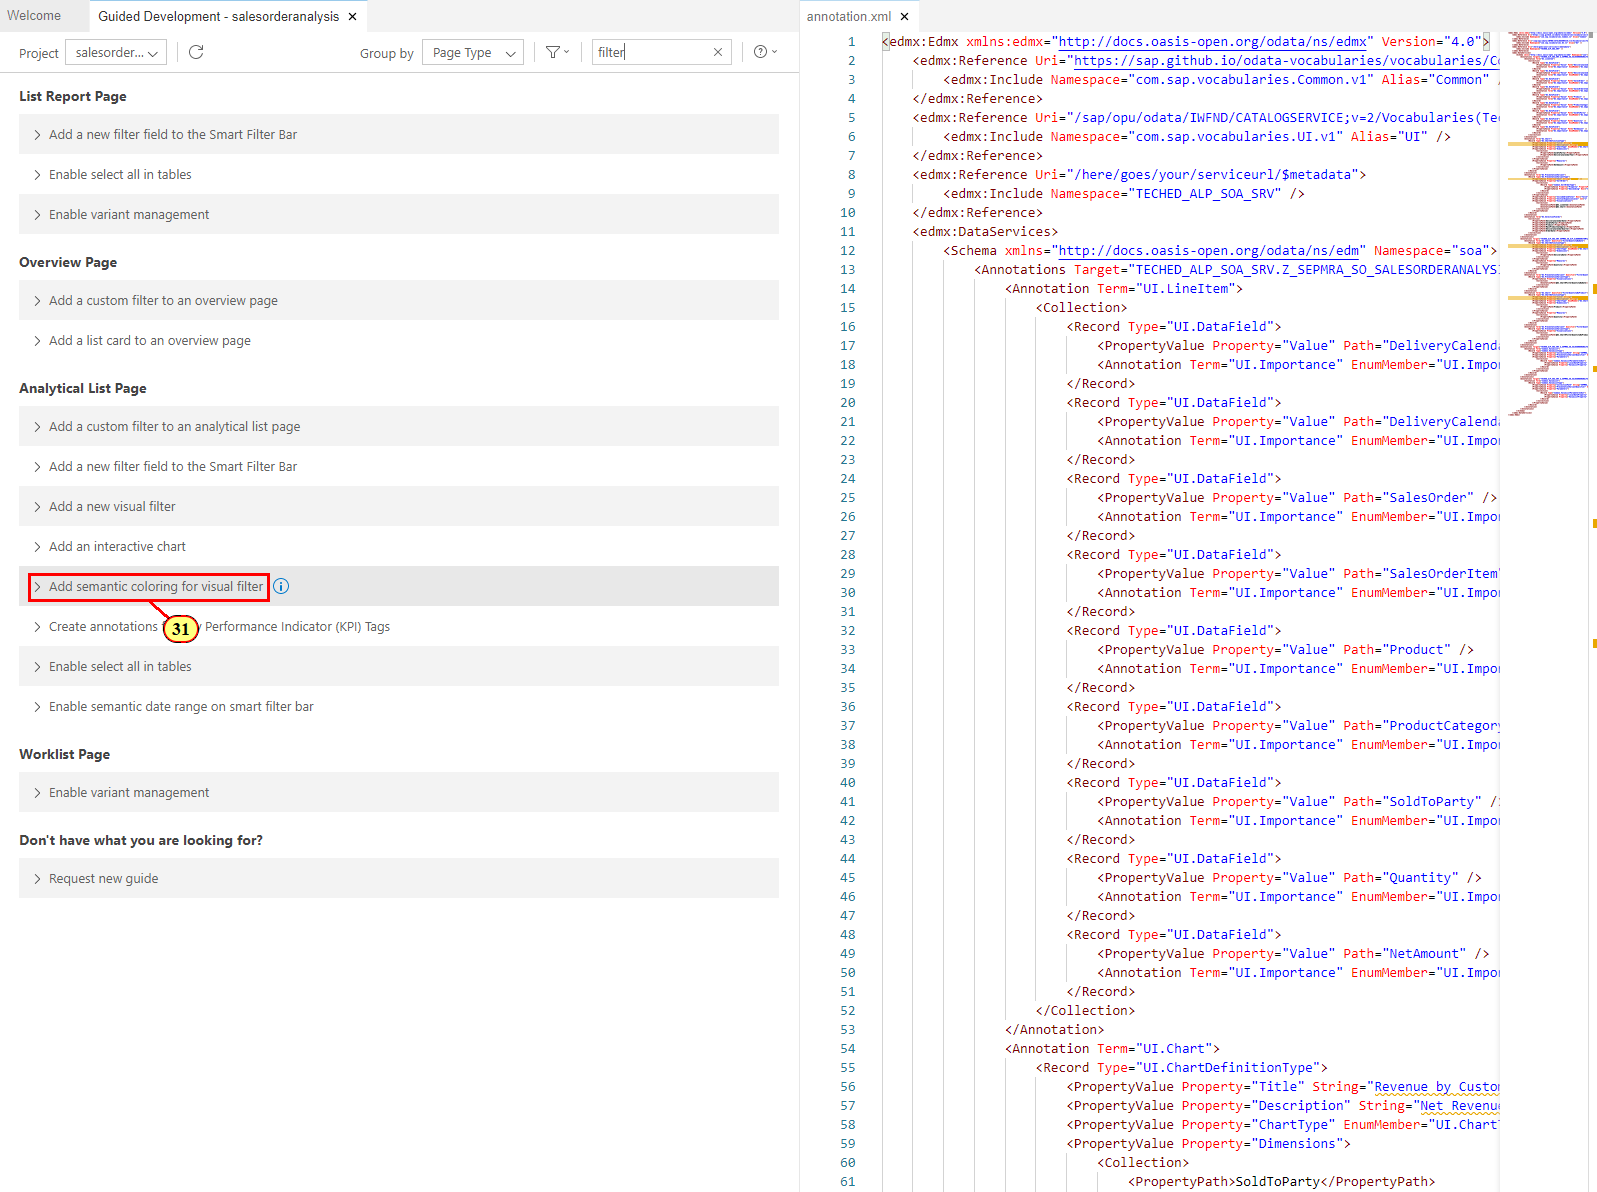 Welcome
Guided Development - salesorderanalysis
Project
salesorder...
Group by
Page Type
filter
List Report Page
Add a new filter field to the Smart Filter Bar
Enable select all in tables
Enable variant management
Overview Page
Add a custom filter to an overview page
Add a list card to an overview page
Analytical List Page
Add a custom filter to an analytical list page
Add a new filter field to the Smart Filter Bar
Add a new visual filter
Add an interactive chart
Add semantic coloring for visual filter
31
Create annotations
Performance Indicator (KPI) Tags
Enable select all in tables
Enable semantic date range on smart filter bar
Worklist Page
Enable variant management
Don't have what you are looking for?
Request new guide
annotation.xml
1 <edmx:Edmx xmlns:edmx="http://docs.oasis-open.org/odata/ns/edmx" Version="4.0">
2 <edmx:Reference Uri="https://sap.github.io/odata-vocabularies/vocabularies/Co
3 <edmx:Include Namespace="com.sap.vocabularies.Common.v1" Alias="Common" /
4 </edmx:Reference>
5 <edmx:Reference Uri="/sap/opu/odata/IWFND/CATALOGSERVICE;v=2/Vocabularies(Tec
6 <edmx:Include Namespace="com.sap.vocabularies.UI.v1" Alias="UI" />
7 </edmx:Reference>
8 <edmx:Reference Uri="/here/goes/your/serviceurl/$metadata">
9 <edmx:Include Namespace="TECHED_ALP_SOA_SRV" />
10 </edmx:Reference>
11 <edmx:DataServices>
12 <Schema xmlns="http://docs.oasis-open.org/odata/ns/edm" Namespace="soa">
13 <Annotations Target="TECHED_ALP_SOA_SRV.Z_SEPMRA_SO_SALESORDERANALYSI
14 <Annotation Term="UI.LineItem">
15 <Collection>
16 <Record Type="UI.DataField">
17 <PropertyValue Property="Value" Path="DeliveryCalenda
18 <Annotation Term="UI.Importance" EnumMember="UI.Impor
19 </Record>
20 <Record Type="UI.DataField">
21 <PropertyValue Property="Value" Path="DeliveryCalenda
22 <Annotation Term="UI.Importance" EnumMember="UI.Impor
23 </Record>
24 <Record Type="UI.DataField">
25 <PropertyValue Property="Value" Path="SalesOrder" />
26 <Annotation Term="UI.Importance" EnumMember="UI.Impor
27 </Record>
28 <Record Type="UI.DataField">
29 <PropertyValue Property="Value" Path="SalesOrderItem"
30 <Annotation Term="UI.Importance" EnumMember="UI.Impor
31 </Record>
32 <Record Type="UI.DataField">
33 <PropertyValue Property="Value" Path="Product" />
34 <Annotation Term="UI.Importance" EnumMember="UI.Impor
35 </Record>
36 <Record Type="UI.DataField">
37 <PropertyValue Property="Value" Path="ProductCategory
38 <Annotation Term="UI.Importance" EnumMember="UI.Impor
39 </Record>
40 <Record Type="UI.DataField">
41 <PropertyValue Property="Value" Path="SoldToParty" />
42 <Annotation Term="UI.Importance" EnumMember="UI.Impor
43 </Record>
44 <Record Type="UI.DataField">
45 <PropertyValue Property="Value" Path="Quantity" />
46 <Annotation Term="UI.Importance" EnumMember="UI.Impor
47 </Record>
48 <Record Type="UI.DataField">
49 <PropertyValue Property="Value" Path="NetAmount" />
50 <Annotation Term="UI.Importance" EnumMember="UI.Impor
51 </Record>
52 </Collection>
53 </Annotation>
54 <Annotation Term="UI.Chart">
55 <Record Type="UI.ChartDefinitionType">
56 <PropertyValue Property="Title" String="Revenue by Custom
57 <PropertyValue Property="Description" String="Net Revenue
58 <PropertyValue Property="ChartType" EnumMember="UI.ChartT
59 <PropertyValue Property="Dimensions">
60 <Collection>
61 <PropertyPath>SoldToParty</PropertyPath>